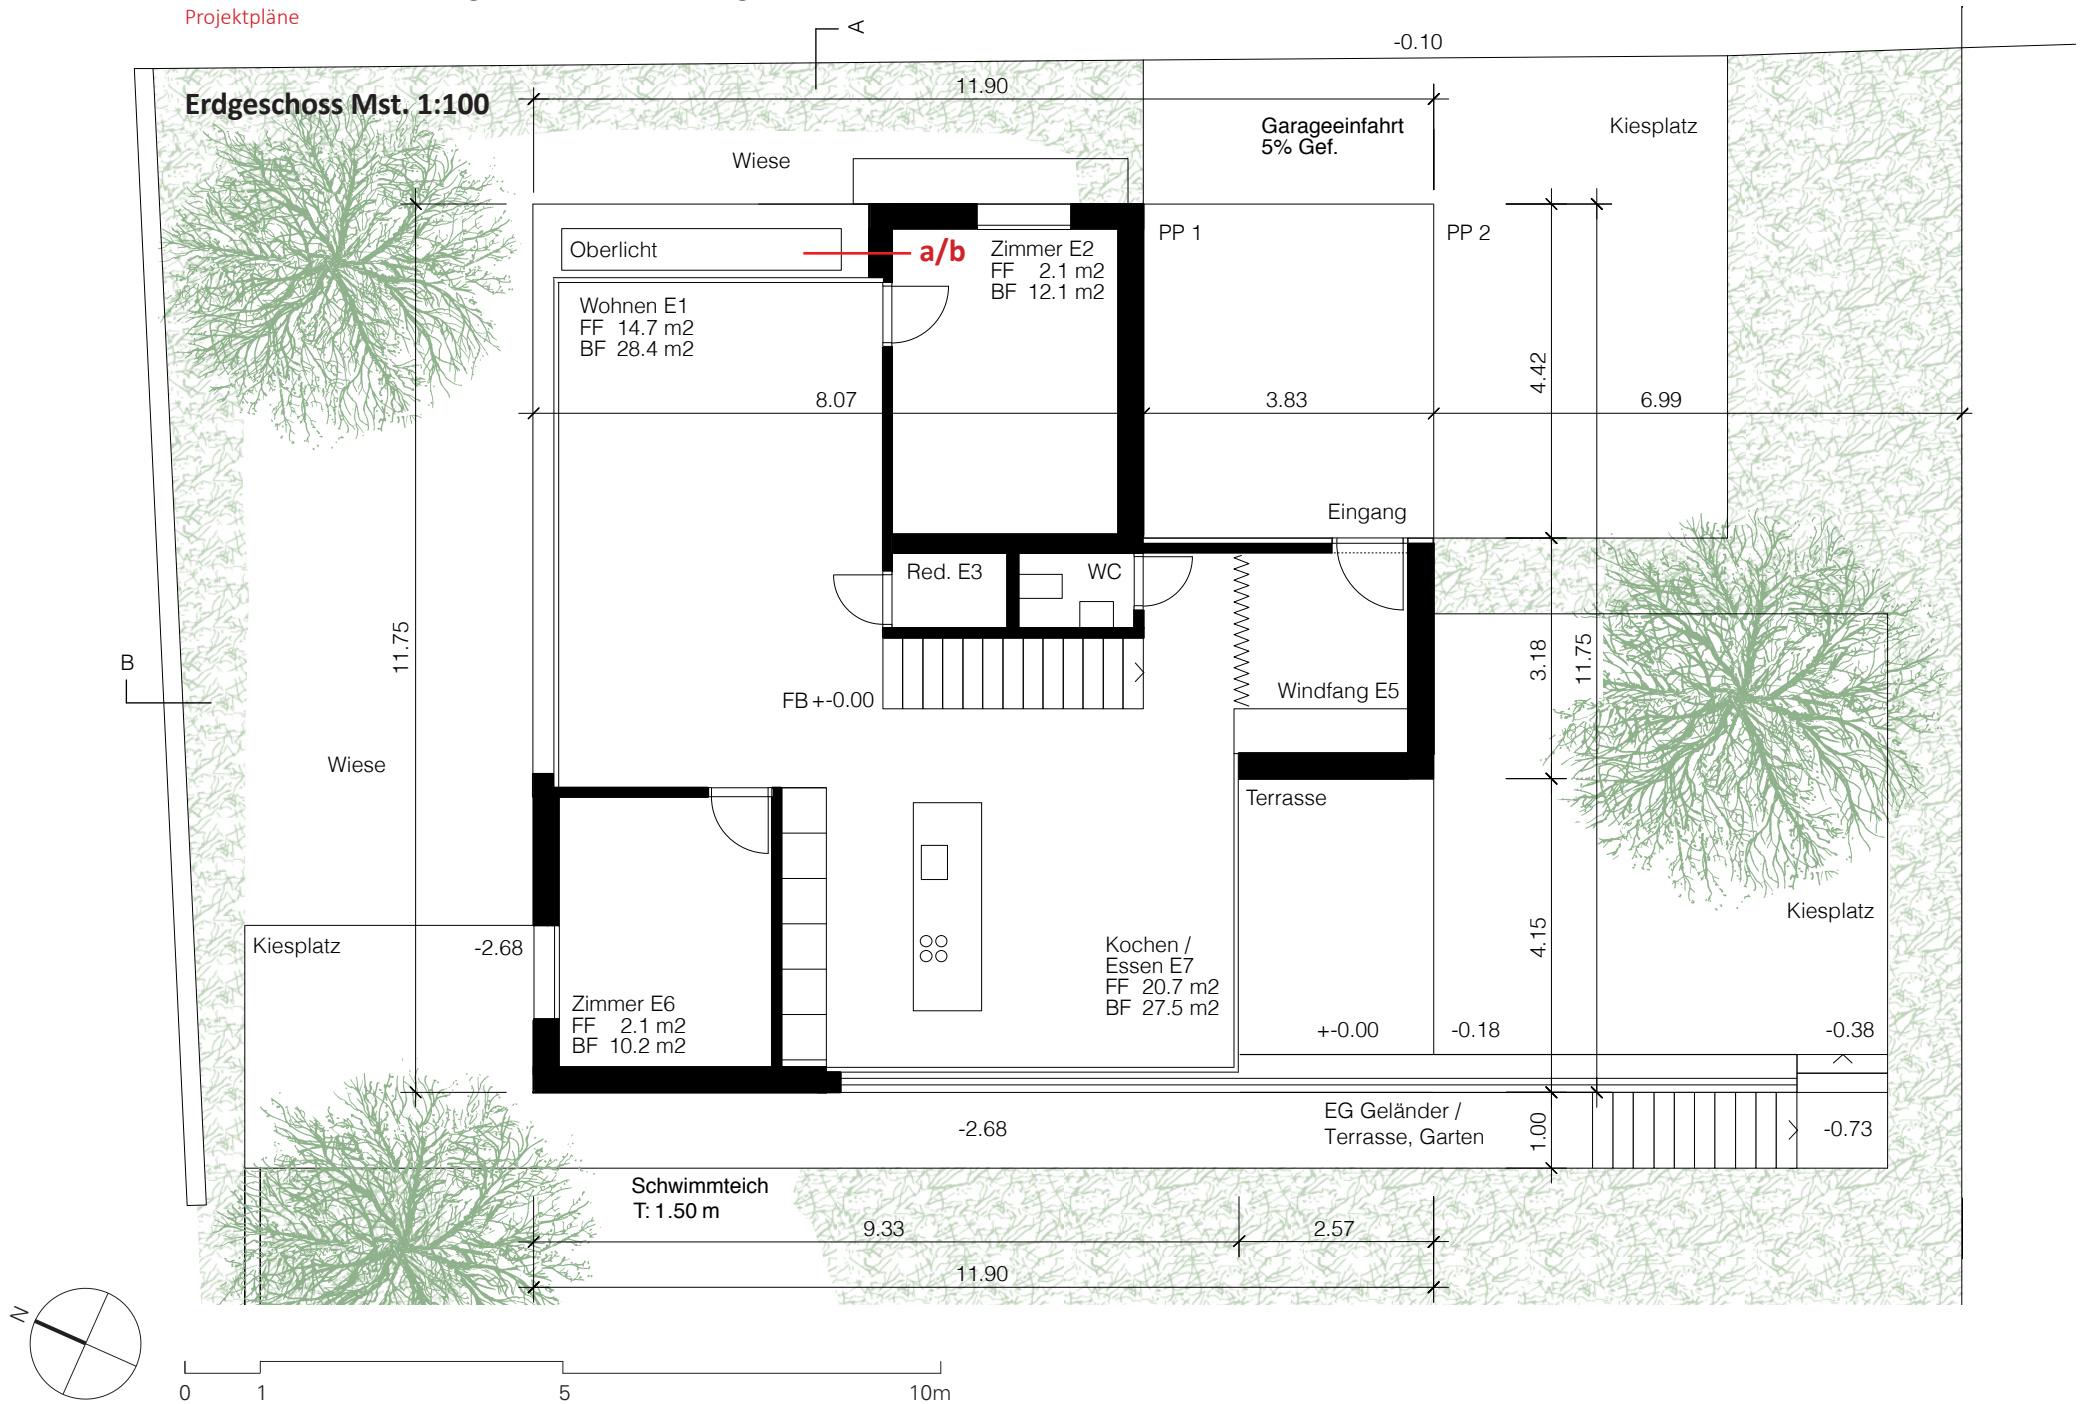 Projektpläne
A
-0.10
Erdgeschoss Mst. 1:100
11.90
Garageeinfahrt
5% Gef.
Kiesplatz
Wiese
PP 1
PP 2
Oberlicht
a/b
Zimmer E2
FF 2.1 m2
BF 12.1 m2
Wohnen E1
FF 14.7 m2
BF 28.4 m2
4.42
8.07
3.83
6.99
Eingang
Red. E3
WC
11.75
3.18
11.75
B
FB +-0.00
Windfang E5
Wiese
Terrasse
Kiesplatz
Kiesplatz
-2.68
4.15
Kochen /
Essen E7
FF 20.7 m2
BF 27.5 m2
Zimmer E6
FF 2.1 m2
BF 10.2 m2
+-0.00
-0.18
-0.38
EG Geländer /
Terrasse, Garten
-2.68
1.00
-0.73
Schwimmteich
T: 1.50 m
9.33
2.57
11.90
N
0
1
5
10m